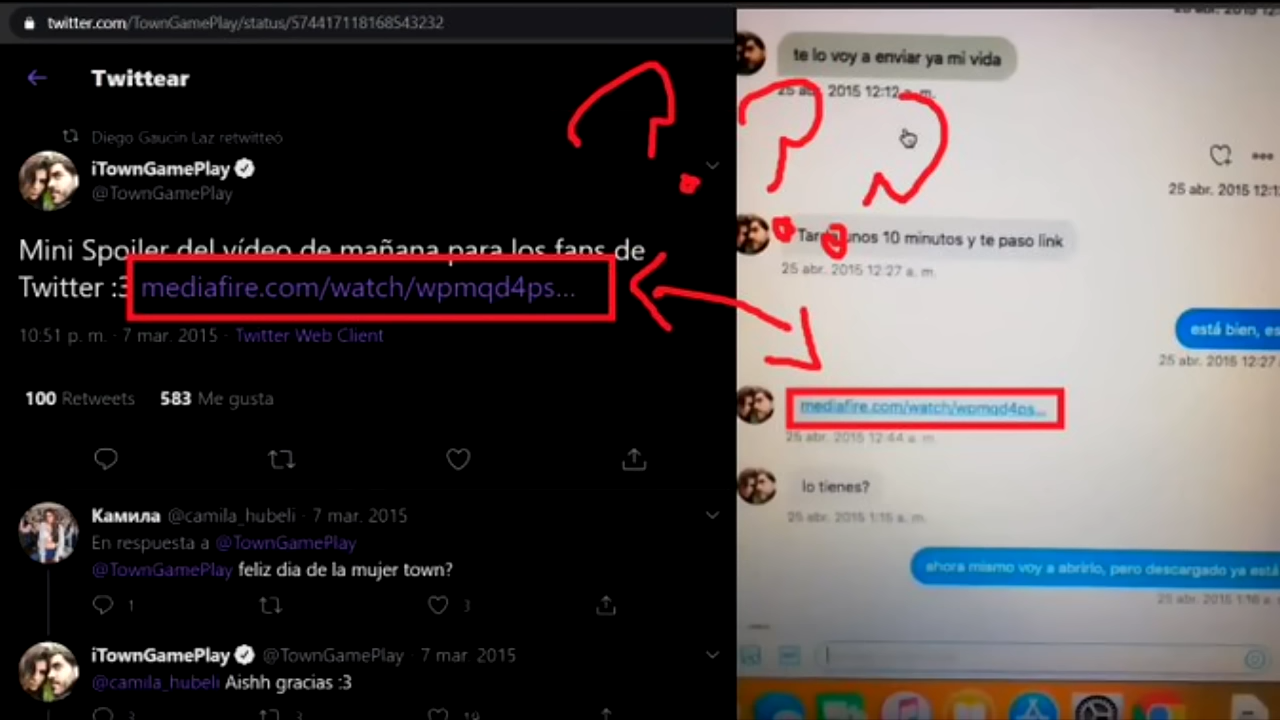 twitter.com/TownGamePlay/status/574417118168543232
Twittear
Diego Gaucin Laz retwitteó
iTownGamePlay
@TownGamePlay
Mini Spoiler del vídeo de mañana para los fans de
Twitter :3 mediafire.com/watch/wpmqd4ps...
10:51 p. m. · 7 mar. 2015 · Twitter Web Client
100 Retweets 583 Me gusta
Камила @camila_hubeli · 7 mar. 2015
En respuesta a @TownGamePlay
@TownGamePlay feliz dia de la mujer town?
1 3
iTownGamePlay @TownGamePlay · 7 mar. 2015
@camila_hubeli Aishh gracias :3
te lo voy a enviar ya mi vida
25 abr. 2015 12:12 a. m.
25 abr. 2015 12:1
unos 10 minutos y te paso link
25 abr. 2015 12:27 a. m.
está bien, es
25 abr. 2015 12:27
mediafire.com/watch/wpmqd4ps...
25 abr. 2015 12:44 a. m.
lo tienes?
25 abr. 2015 1:15 a. m.
ahora mismo voy a abrirlo, pero descargado ya está
25 abr. 2015 1:16 a.